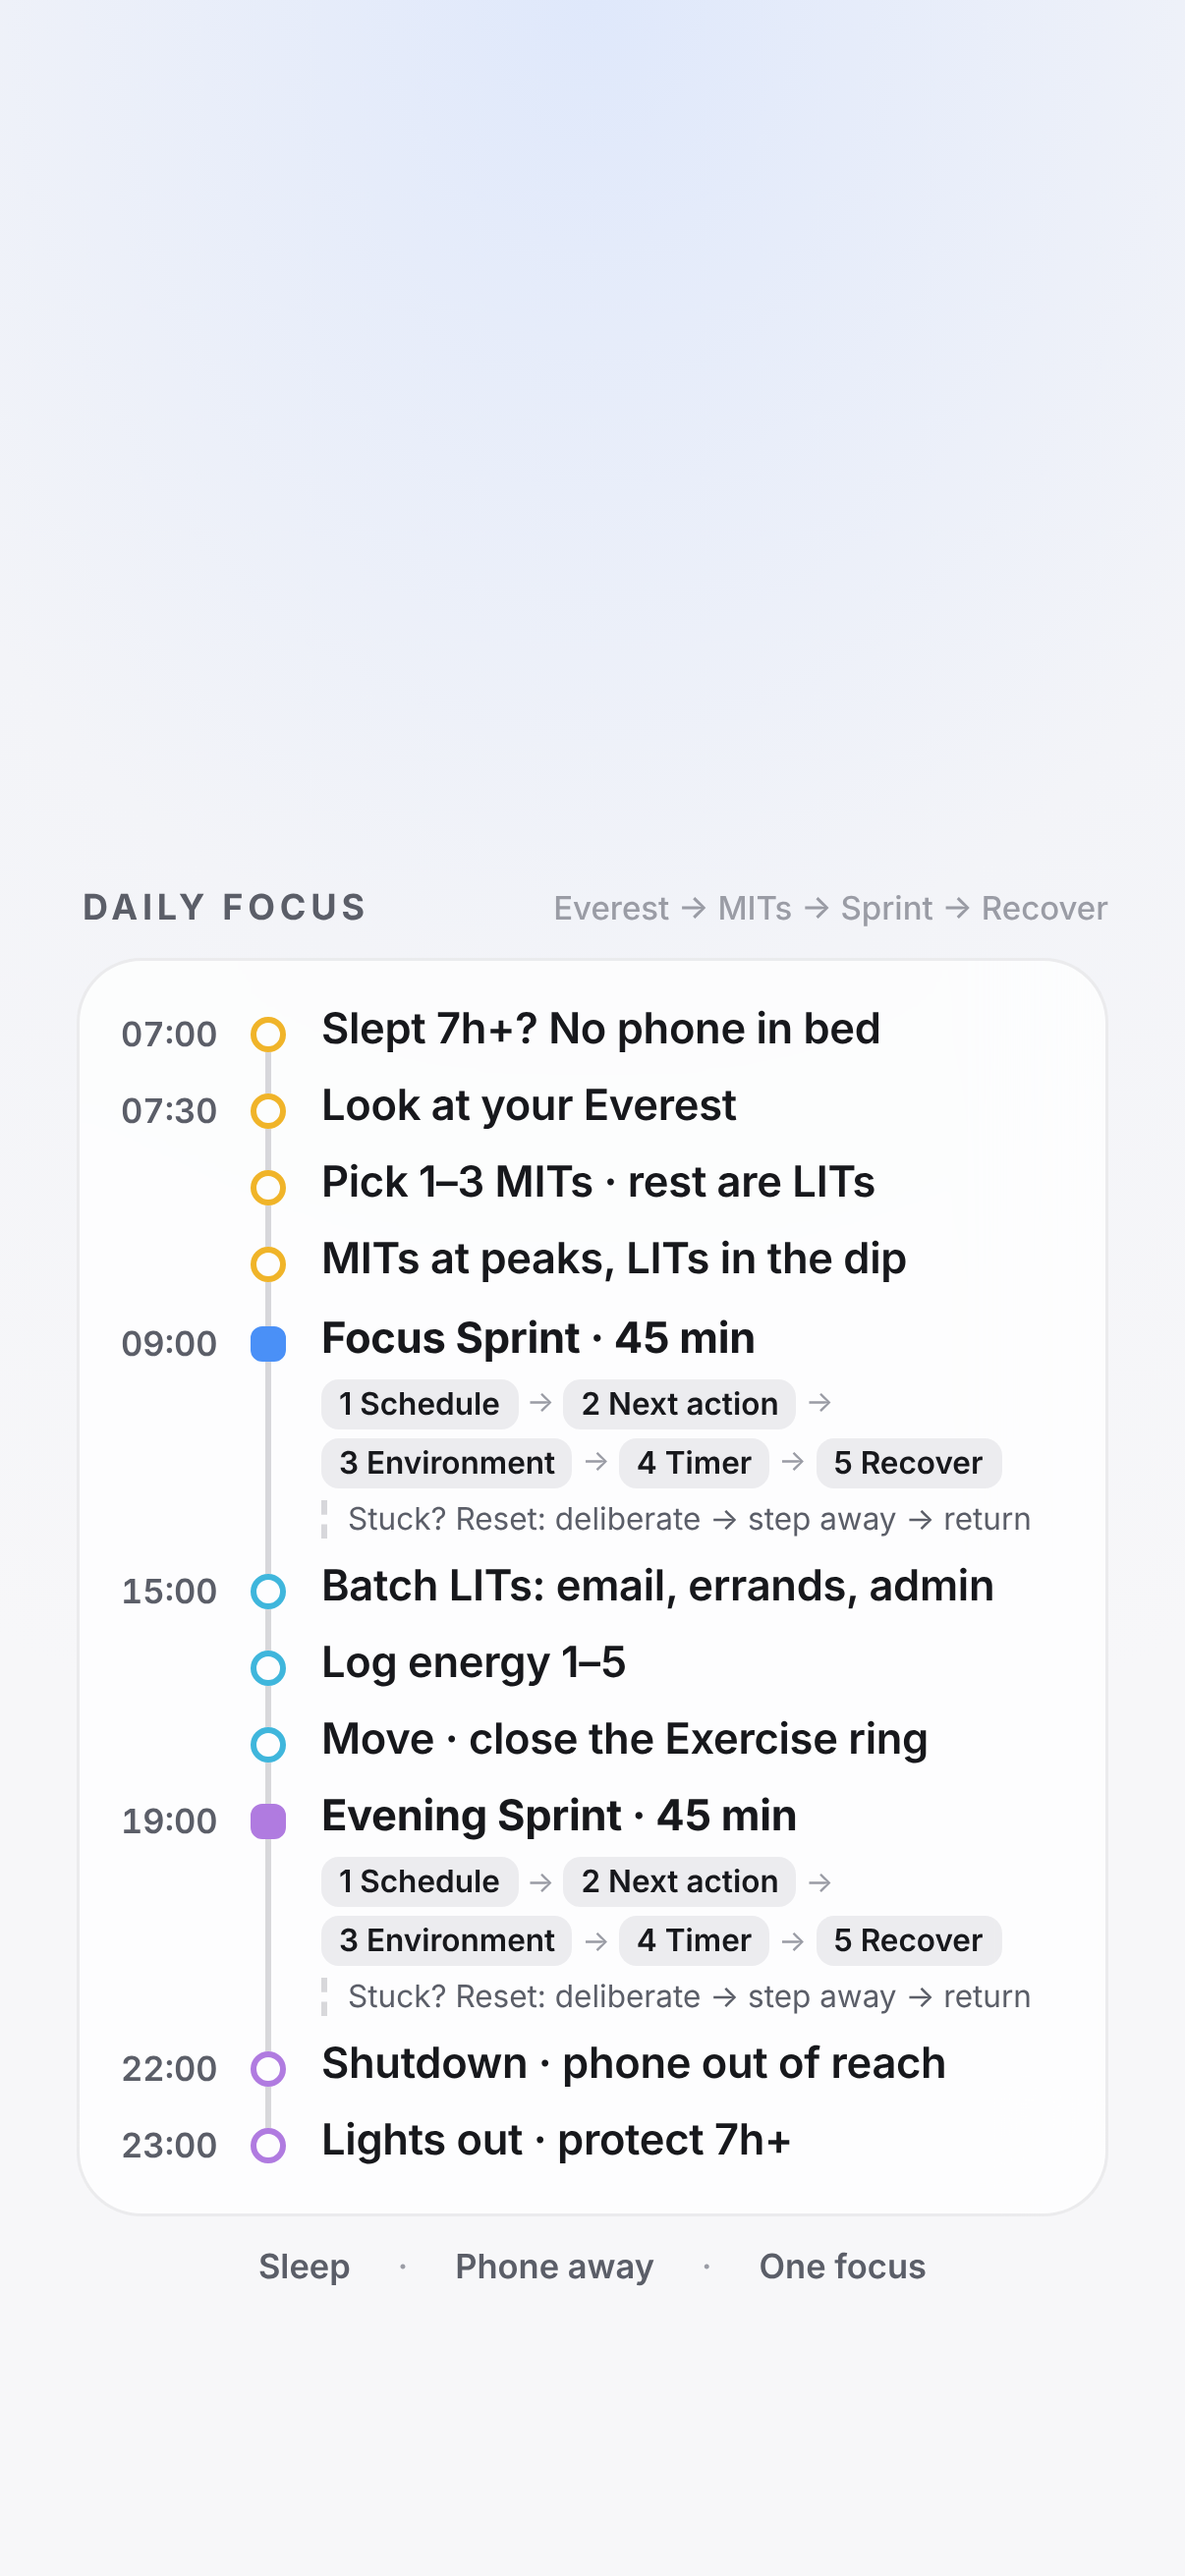 DAILY FOCUS Everest → MITs → Sprint → Recover
07:00 Slept 7h+? No phone in bed
07:30 Look at your Everest
Pick 1–3 MITs · rest are LITs
MITs at peaks, LITs in the dip
09:00 Focus Sprint · 45 min
1 Schedule → 2 Next action →
3 Environment → 4 Timer → 5 Recover
Stuck? Reset: deliberate → step away → return
15:00 Batch LITs: email, errands, admin
Log energy 1–5
Move · close the Exercise ring
19:00 Evening Sprint · 45 min
1 Schedule → 2 Next action →
3 Environment → 4 Timer → 5 Recover
Stuck? Reset: deliberate → step away → return
22:00 Shutdown · phone out of reach
23:00 Lights out · protect 7h+
Sleep · Phone away · One focus